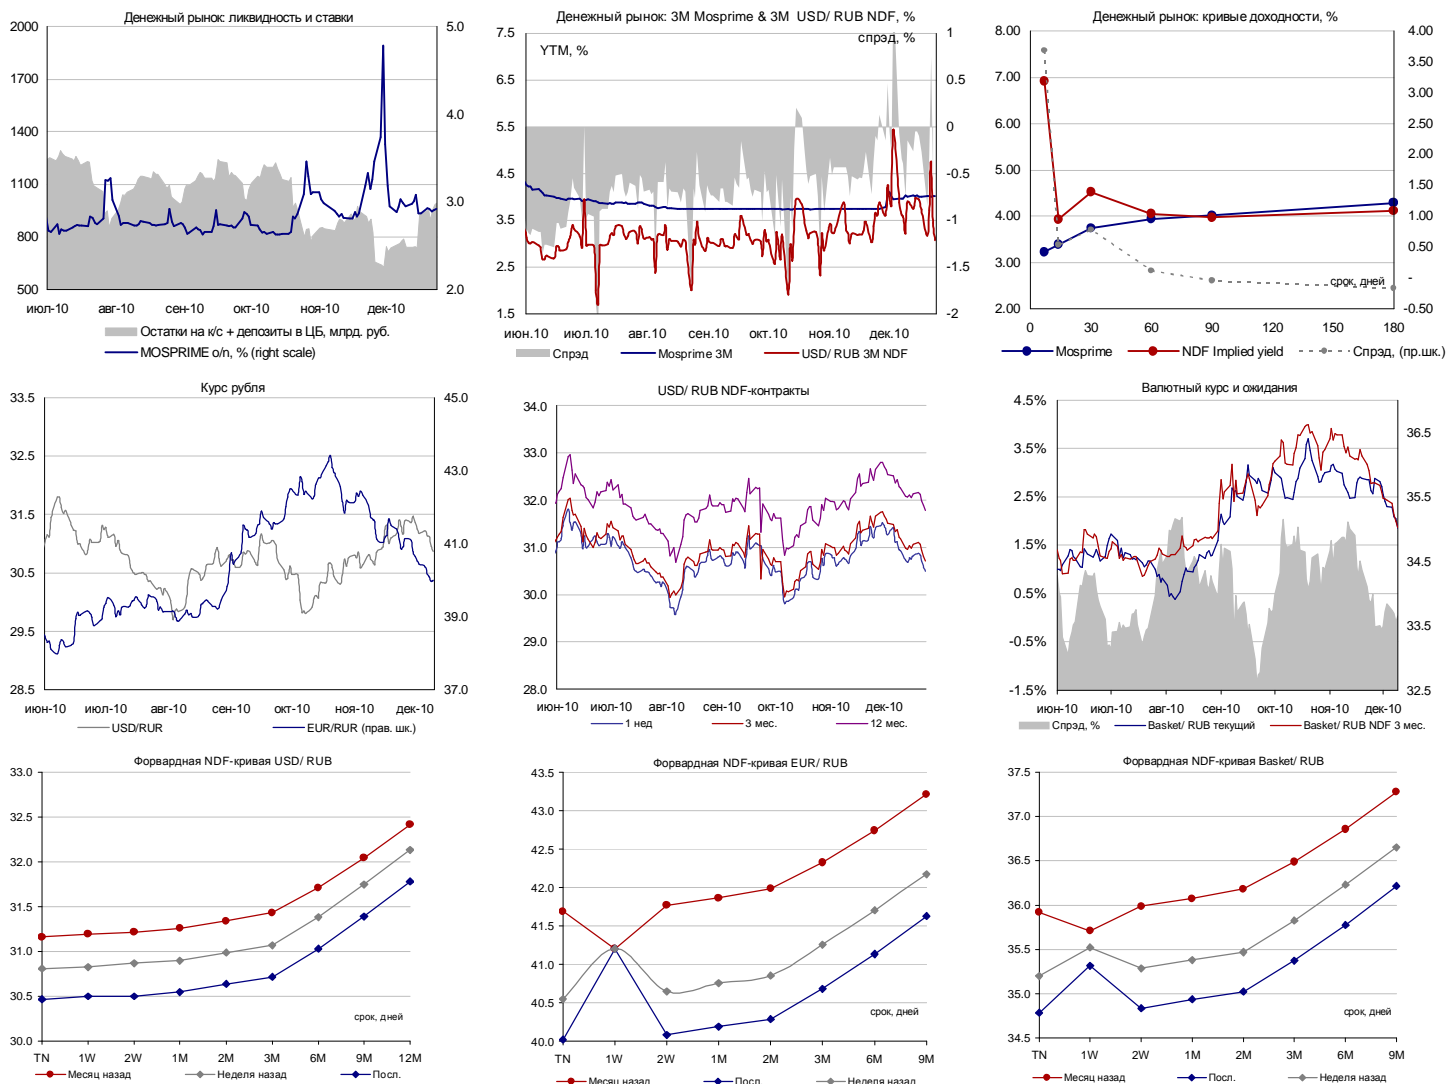 Денежный рынок: ликвидность и ставки
2000
1700
1400
1100
800
500
5.0
4.0
3.0
2.0
июл-10 авг-10 сен-10 окт-10 ноя-10 дек-10
Остатки на к/с + депозиты в ЦБ, млрд. руб.
MOSPRIME o/n, % (right scale)
Денежный рынок: 3M Mosprime & 3M USD/ RUB NDF, %
спрэд, %
YTM, %
7.5
6.5
5.5
4.5
3.5
2.5
1.5
1
0.5
0
-0.5
-1
-1.5
-2
июн.10 июл.10 авг.10 сен.10 окт.10 ноя.10 дек.10
Спрэд Mosprime 3M USD/ RUB 3M NDF
Денежный рынок: кривые доходности, %
8.00
7.00
6.00
5.00
4.00
3.00
2.00
4.00
3.50
3.00
2.50
2.00
1.50
1.00
0.50
-
-0.50
срок, дней
0 30 60 90 120 150 180
Mosprime NDF Implied yield Спрэд, (пр.шк.)
Курс рубля
33.5
32.5
31.5
30.5
29.5
28.5
45.0
43.0
41.0
39.0
37.0
июн-10 июл-10 авг-10 сен-10 окт-10 ноя-10 дек-10
USD/RUR EUR/RUR (прав. шк.)
USD/ RUB NDF-контракты
34.0
33.0
32.0
31.0
30.0
29.0
28.0
июн-10 июл-10 авг-10 сен-10 окт-10 ноя-10 дек-10
1 нед 3 мес. 12 мес.
Валютный курс и ожидания
4.5%
3.5%
2.5%
1.5%
0.5%
-0.5%
-1.5%
36.5
35.5
34.5
33.5
32.5
июн-10 июл-10 авг-10 сен-10 окт-10 ноя-10 дек-10
Спрэд, % Basket/ RUB текущий Basket/ RUB NDF 3 мес.
Форвардная NDF-кривая USD/ RUB
33.0
32.5
32.0
31.5
31.0
30.5
30.0
срок, дней
TN 1W 2W 1M 2M 3M 6M 9M 12M
Месяц назад Неделя назад Посл.
Форвардная NDF-кривая EUR/ RUB
43.5
43.0
42.5
42.0
41.5
41.0
40.5
40.0
срок, дней
TN 1W 2W 1M 2M 3M 6M 9M
Месяц назад Посл. Неделя назад
Форвардная NDF-кривая Basket/ RUB
37.5
37.0
36.5
36.0
35.5
35.0
34.5
срок, дней
TN 1W 2W 1M 2M 3M 6M 9M
Месяц назад Посл. Неделя назад